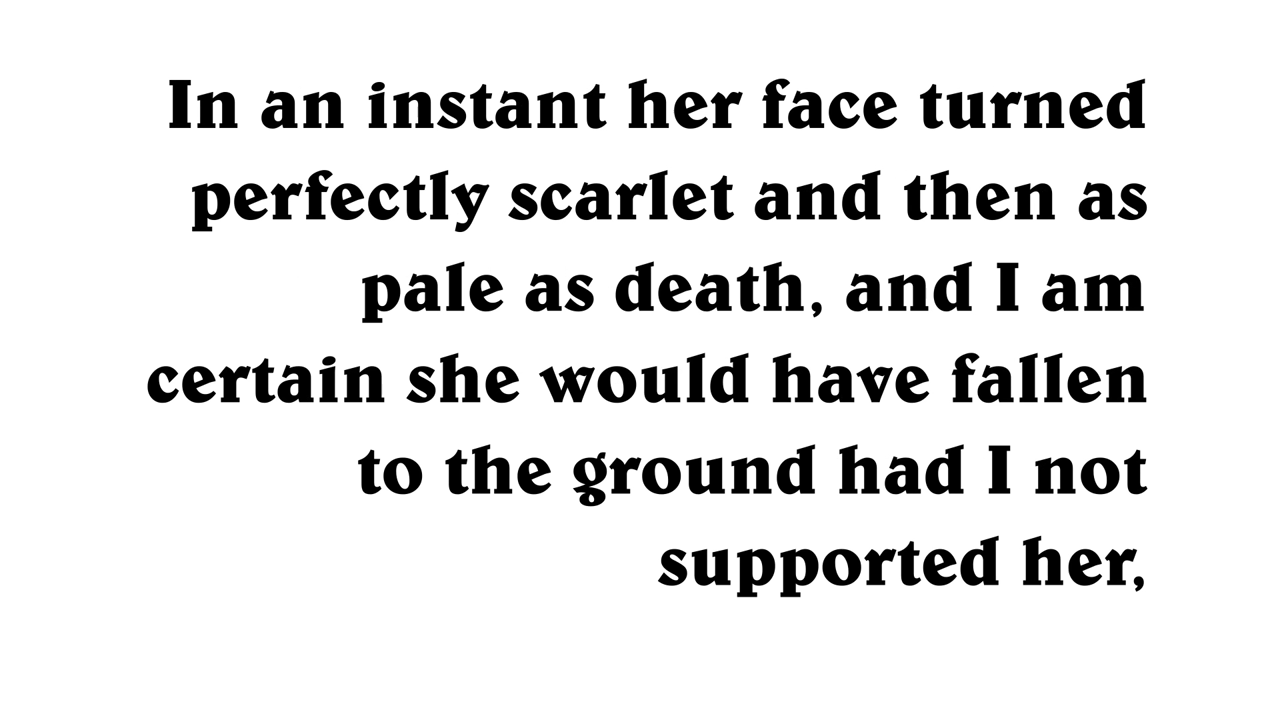 In an instant her face turned
perfectly scarlet and then as
pale as death, and I am
certain she would have fallen
to the ground had I not
supported her,